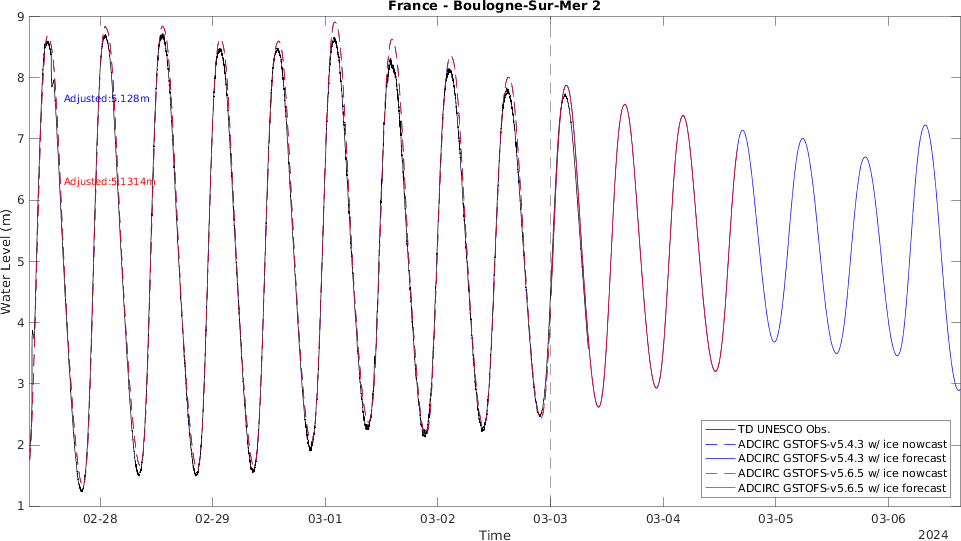 France - Boulogne-Sur-Mer 2
9
8
7
6
5
4
3
2
1
Water Level (m)
Adjusted:5.128m
Adjusted:5.1314m
TD UNESCO Obs.
ADCIRC GSTOFS-v5.4.3 w/ ice nowcast
ADCIRC GSTOFS-v5.4.3 w/ ice forecast
ADCIRC GSTOFS-v5.6.5 w/ ice nowcast
ADCIRC GSTOFS-v5.6.5 w/ ice forecast
02-28 02-29 03-01 03-02 03-03 03-04 03-05 03-06
Time
2024